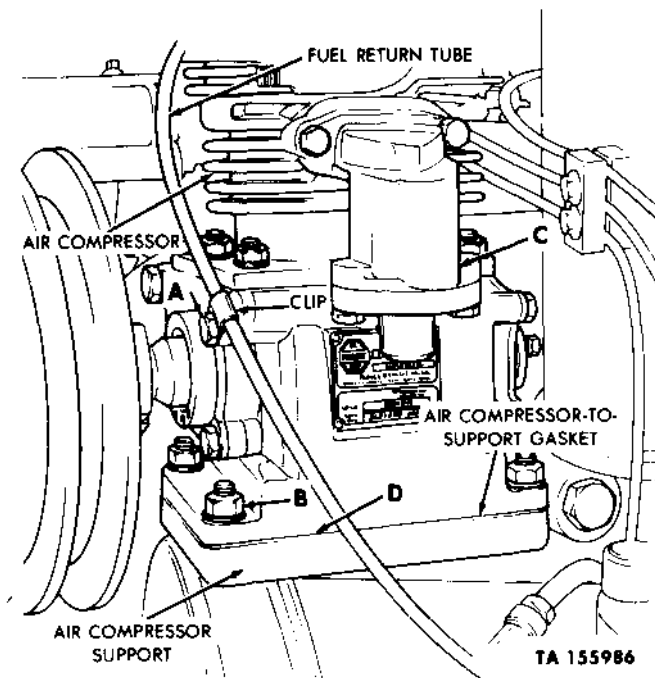 FUEL RETURN TUBE
AIR COMPRESSOR
C
A
CLIP
AIR COMPRESSOR-TO-
SUPPORT GASKET
B
D
AIR COMPRESSOR
SUPPORT
TA 155986